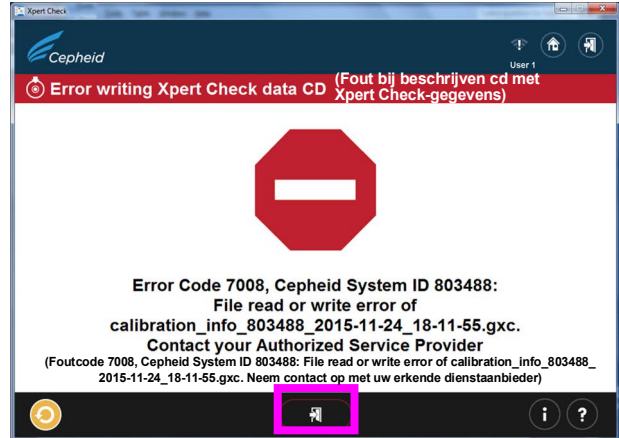 Xpert Check
Cepheid
User 1
Error writing Xpert Check data CD
(Fout bij beschrijven cd met
Xpert Check-gegevens)
Error Code 7008, Cepheid System ID 803488:
File read or write error of
calibration_info_803488_2015-11-24_18-11-55.gxc.
Contact your Authorized Service Provider
(Foutcode 7008, Cepheid System ID 803488: File read or write error of calibration_info_803488_
2015-11-24_18-11-55.gxc. Neem contact op met uw erkende dienstaanbieder)
i ?